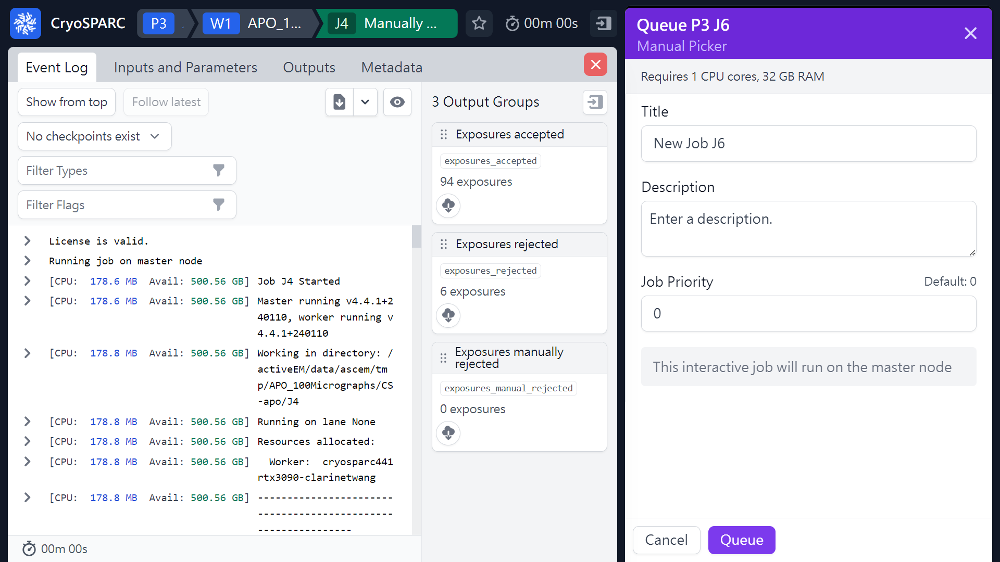 CryoSPARC
P3
W1 APO_1...
J4 Manually ...
00m 00s
Event Log
Inputs and Parameters
Outputs
Metadata
Show from top
Follow latest
No checkpoints exist
Filter Types
Filter Flags
License is valid.
Running job on master node
[CPU: 178.6 MB Avail: 500.56 GB] Job J4 Started
[CPU: 178.6 MB Avail: 500.56 GB] Master running v4.4.1+2
40110, worker running v
4.4.1+240110
[CPU: 178.8 MB Avail: 500.56 GB] Working in directory: /
activeEM/data/ascem/tm
p/APO_100Micrographs/CS
-apo/J4
[CPU: 178.8 MB Avail: 500.56 GB] Running on lane None
[CPU: 178.8 MB Avail: 500.56 GB] Resources allocated:
[CPU: 178.8 MB Avail: 500.56 GB] Worker: cryosparc441
rtx3090-clarinetwang
[CPU: 178.8 MB Avail: 500.56 GB] -----------------------
-----------------------
----------------
00m 00s
3 Output Groups
Exposures accepted
exposures_accepted
94 exposures
Exposures rejected
exposures_rejected
6 exposures
Exposures manually
rejected
exposures_manual_rejected
0 exposures
Queue P3 J6
Manual Picker
Requires 1 CPU cores, 32 GB RAM
Title
New Job J6
Description
Enter a description.
Job Priority
Default: 0
0
This interactive job will run on the master node
Cancel
Queue